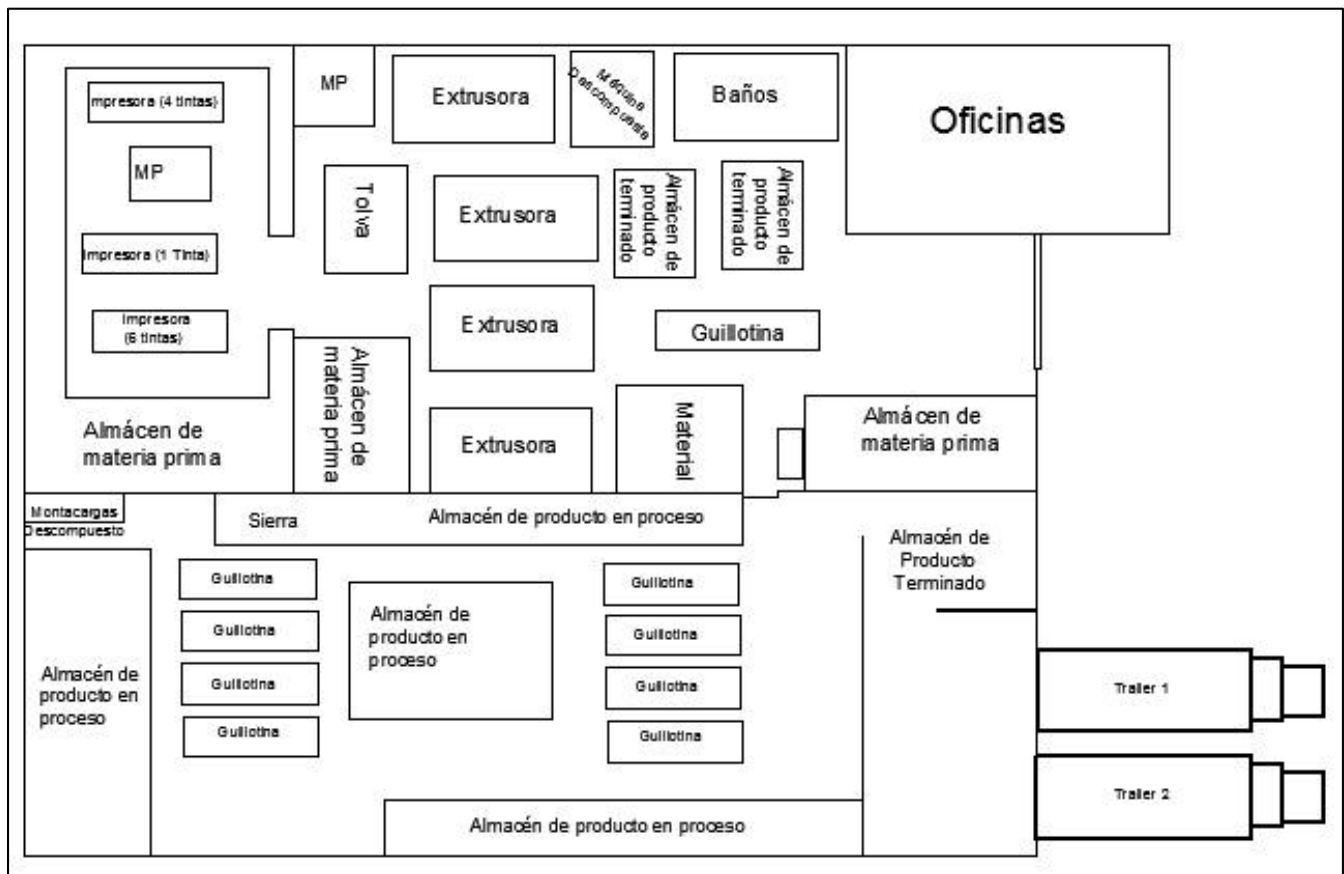 mpresora (4 tintas)
MP
Impresora (1 Tinta)
Impresora
(6 tintas)
Almácen de
materia prima
MP
Tolva
Almácen de
materia prima
Extrusora
Extrusora
Extrusora
Extrusora
Máquina
Descompuesta
Baños
Oficinas
Almácen de
producto
terminado
Almácen de
producto
terminado
Guillotina
Material
Almácen de
materia prima
Montacargas
Descompuesto
Sierra
Almacén de producto en proceso
Almacén de
Producto
Terminado
Almacén de
producto en
proceso
Guillotina
Guillotina
Guillotina
Guillotina
Almacén de
producto en
proceso
Guillotina
Guillotina
Guillotina
Guillotina
Almacén de producto en proceso
Trailer 1
Trailer 2